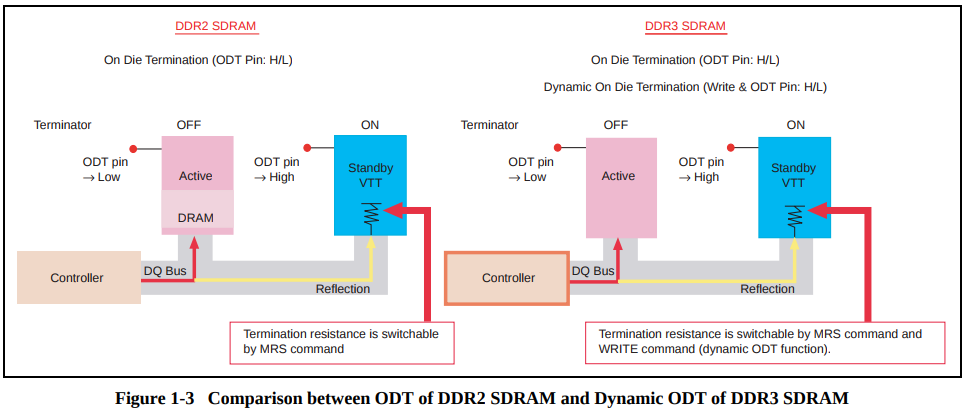 DDR2 SDRAM
On Die Termination (ODT Pin: H/L)
Terminator
OFF
ON
ODT pin
→ Low
Active
DRAM
ODT pin
→ High
Standby
VTT
Controller
DQ Bus
Reflection
Termination resistance is switchable
by MRS command
DDR3 SDRAM
On Die Termination (ODT Pin: H/L)
Dynamic On Die Termination (Write & ODT Pin: H/L)
Terminator
OFF
ON
ODT pin
→ Low
Active
ODT pin
→ High
Standby
VTT
Controller
DQ Bus
Reflection
Termination resistance is switchable by MRS command and
WRITE command (dynamic ODT function).
Figure 1-3 Comparison between ODT of DDR2 SDRAM and Dynamic ODT of DDR3 SDRAM